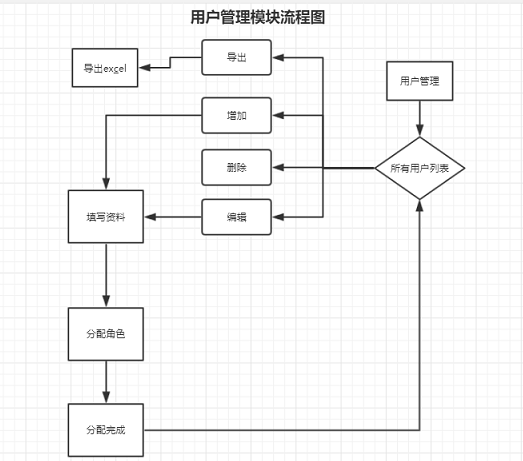 用户管理模块流程图
导出
导出excel
用户管理
增加
删除
所有用户列表
填写资料
编辑
分配角色
分配完成